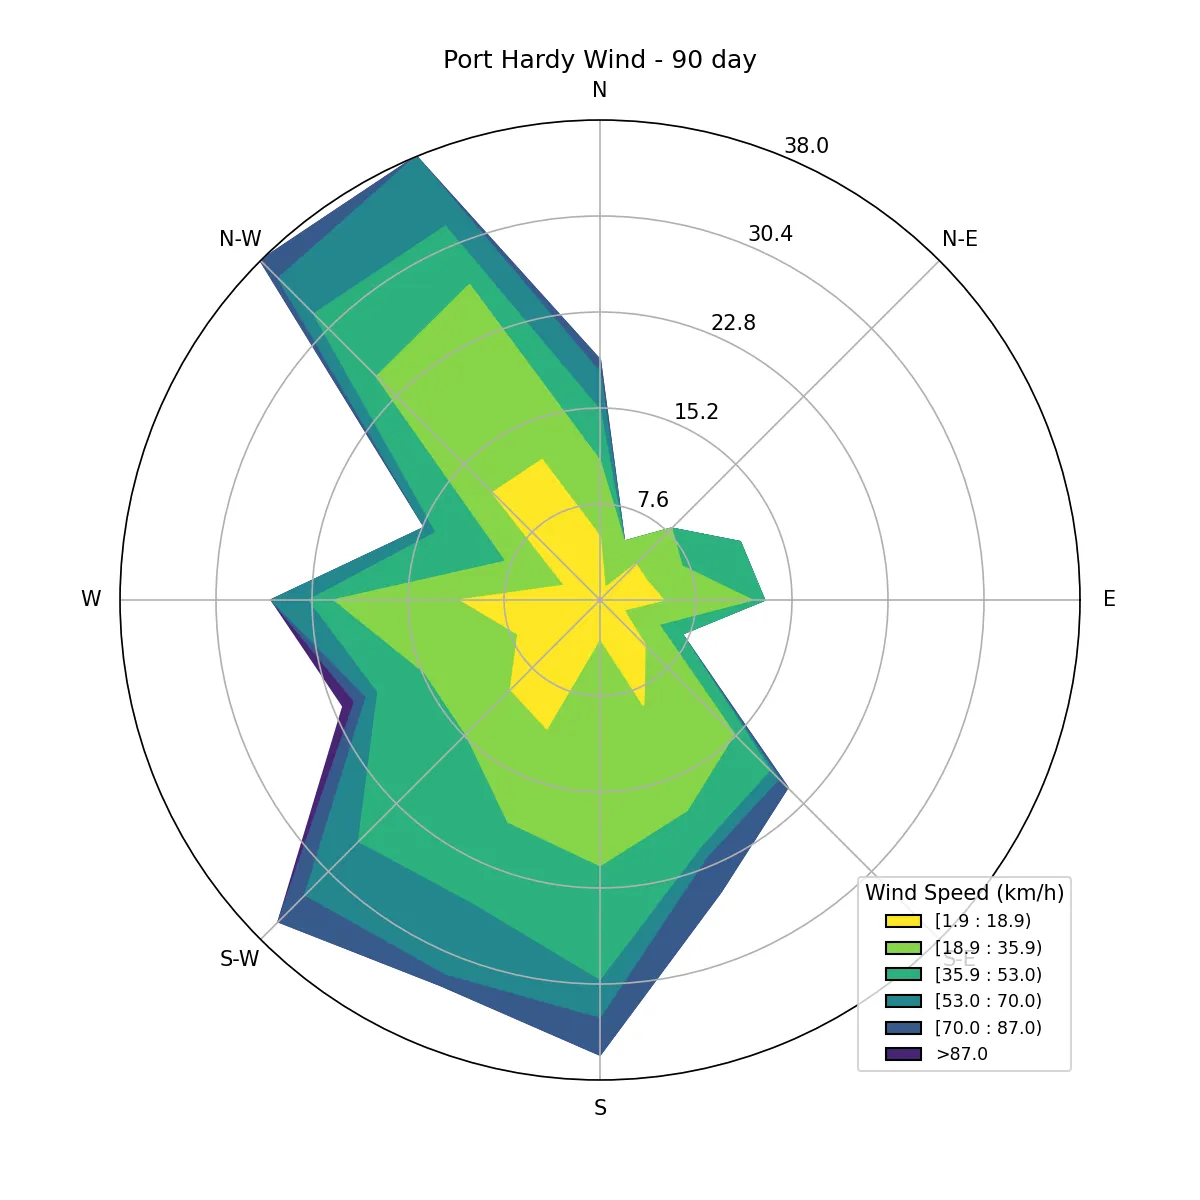 Port Hardy Wind - 90 day
N
38.0
N-W
N-E
30.4
22.8
15.2
7.6
W
E
Wind Speed (km/h)
[1.9 : 18.9)
[18.9 : 35.9)
S-W
S-E
[35.9 : 53.0)
[53.0 : 70.0)
[70.0 : 87.0)
>87.0
S